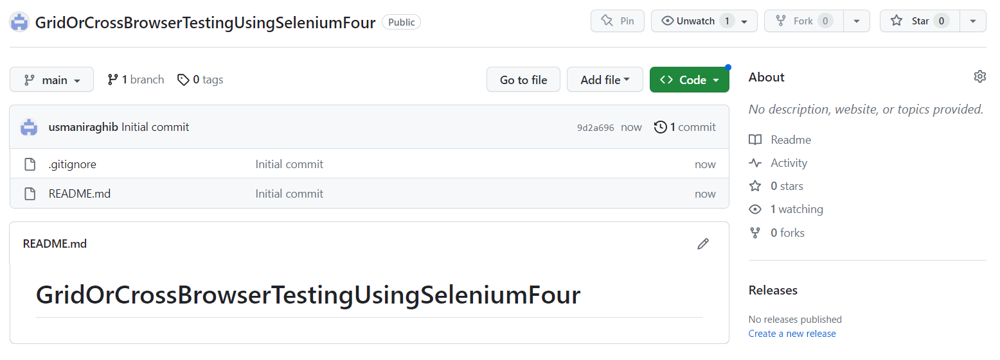 GridOrCrossBrowserTestingUsingSeleniumFour Public Pin Unwatch 1 Fork 0 Star 0
main 1 branch 0 tags Go to file Add file Code
usmaniraghib Initial commit 9d2a696 now 1 commit
.gitignore Initial commit now
README.md Initial commit now
README.md
GridOrCrossBrowserTestingUsingSeleniumFour
About
No description, website, or topics provided.
Readme
Activity
0 stars
1 watching
0 forks
Releases
No releases published
Create a new release